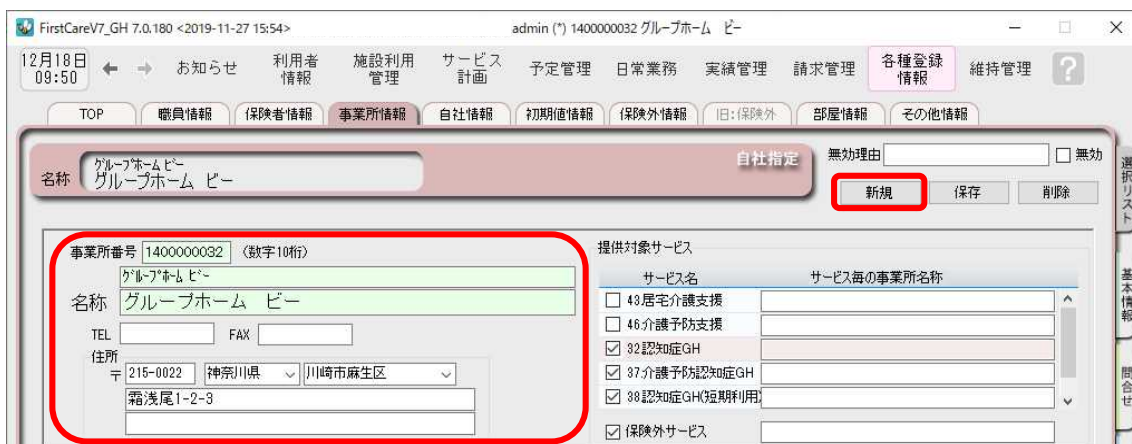 FirstCareV7_GH 7.0.180 <2019-11-27 15:54>
admin (*) 1400000032 グループホーム ビー
12月18日
09:50
お知らせ
利用者
情報
施設利用
管理
サービス
計画
予定管理
日常業務
実績管理
請求管理
各種登録
情報
維持管理
?
TOP
職員情報
保険者情報
事業所情報
自社情報
初期値情報
保険外情報
旧:保険外
部屋情報
その他情報
名称
グループホームビー
グループホーム ビー
自社指定
無効理由
無効
新規
保存
削除
選択リスト
基本情報
問合せ
事業所番号 1400000032 (数字10桁)
グループホーム ビー
名称 グループホーム ビー
TEL FAX
住所
〒 215-0022 神奈川県 川崎市麻生区
霜浅尾1-2-3
提供対象サービス
サービス名 サービス毎の事業所名称
43居宅介護支援
46介護予防支援
32認知症GH
37介護予防認知症GH
38認知症GH(短期利用)
保険外サービス